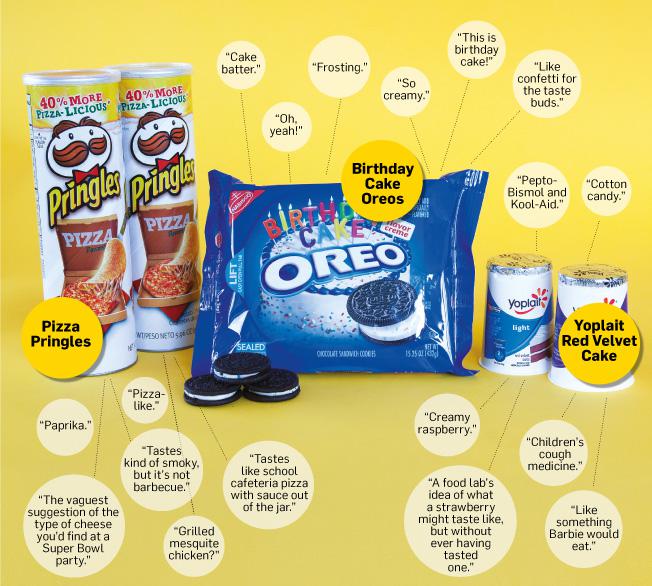 “Cake
batter.”
“Frosting.”
“Oh,
yeah!”
“So
creamy.”
“This is
birthday
cake!”
“Like
confetti for
the taste
buds.”
“Pepto-
Bismol and
Kool-Aid.”
“Cotton
candy.”
40% MORE
PIZZA-LICIOUS
Pringles
PIZZA
40% MORE
PIZZA-LICIOUS
Pringles
PIZZA
Pizza
Pringles
Birthday
Cake
Oreos
NABISCO
BIRTHD
CAKE
flavor
creme
OREO
LIFT
SEALED
CHOCOLATE SANDWICH COOKIES
NET WT
15.25 OZ
Yoplait
light
Yoplait
Red Velvet
Cake
“Paprika.”
“Pizza-
like.”
“Tastes
kind of smoky,
but it’s not
barbecue.”
“The vaguest
suggestion of the
type of cheese
you’d find at a
Super Bowl
party.”
“Grilled
mesquite
chicken?”
“Tastes
like school
cafeteria pizza
with sauce out
of the jar.”
“Creamy
raspberry.”
“A food lab’s
idea of what
a strawberry
might taste like,
but without
ever having
tasted
one.”
“Children’s
cough
medicine.”
“Like
something
Barbie would
eat.”